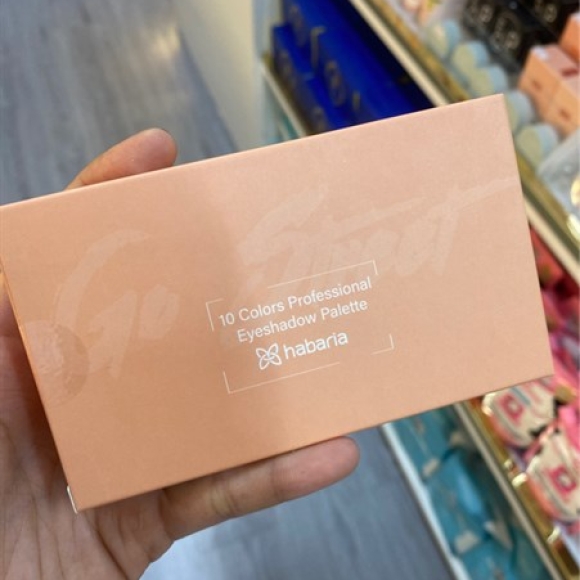 Go Street
10 Colors Professional
Eyeshadow Palette
habaria